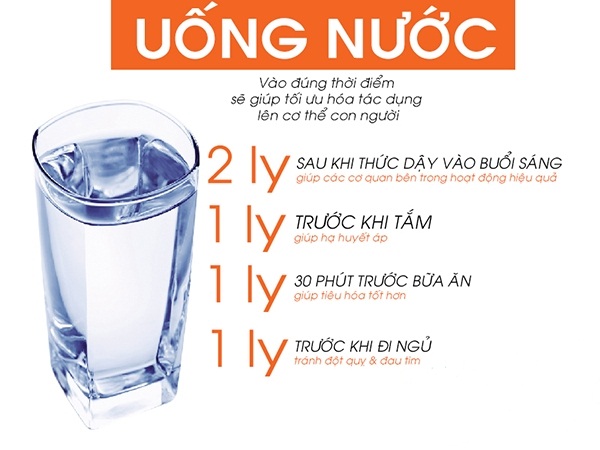 UỐNG NƯỚC
Vào đúng thời điểm
sẽ giúp tối ưu hóa tác dụng
lên cơ thể con người
2 ly SAU KHI THỨC DẬY VÀO BUỔI SÁNG
giúp các cơ quan bên trong hoạt động hiệu quả
1 ly TRƯỚC KHI TẮM
giúp hạ huyết áp
1 ly 30 PHÚT TRƯỚC BỮA ĂN
giúp tiêu hóa tốt hơn
1 ly TRƯỚC KHI ĐI NGỦ
tránh đột quỵ & đau tim